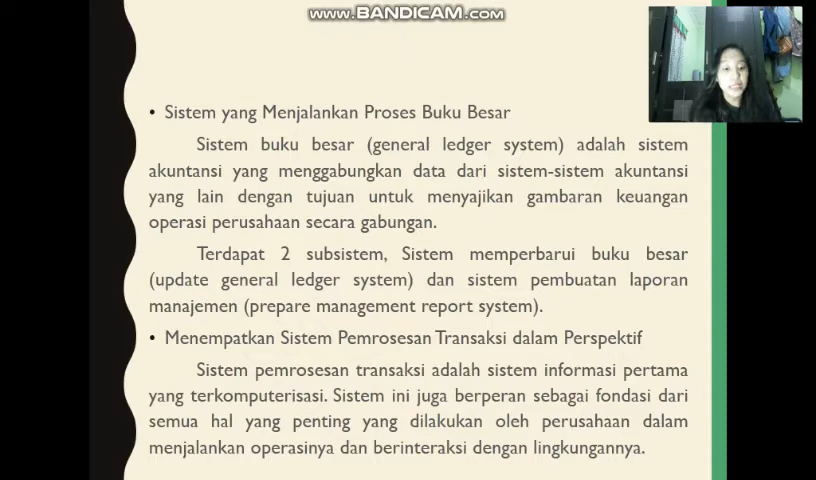 www.BANDICAM.com
• Sistem yang Menjalankan Proses Buku Besar
Sistem buku besar (general ledger system) adalah sistem
akuntansi yang menggabungkan data dari sistem-sistem akuntansi
yang lain dengan tujuan untuk menyajikan gambaran keuangan
operasi perusahaan secara gabungan.
Terdapat 2 subsistem, Sistem memperbarui buku besar
(update general ledger system) dan sistem pembuatan laporan
manajemen (prepare management report system).
• Menempatkan Sistem Pemrosesan Transaksi dalam Perspektif
Sistem pemrosesan transaksi adalah sistem informasi pertama
yang terkomputerisasi. Sistem ini juga berperan sebagai fondasi dari
semua hal yang penting yang dilakukan oleh perusahaan dalam
menjalankan operasinya dan berinteraksi dengan lingkungannya.